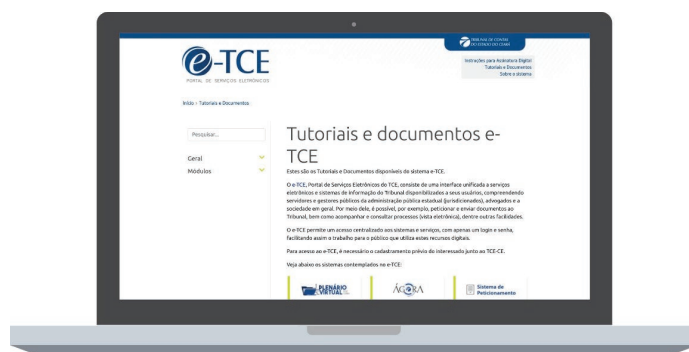 TRIBUNAL DE CONTAS
DO ESTADO DO CEARÁ
e-TCE
PORTAL DE SERVIÇOS ELETRÔNICOS
Instruções para Assinatura Digital
Tutoriais e Documentos
Sobre o sistema
Início › Tutoriais e Documentos
Pesquisar...
Geral
Módulos
Tutoriais e documentos e-
TCE
Estes são os Tutoriais e Documentos disponíveis do sistema e-TCE.
O e-TCE, Portal de Serviços Eletrônicos do TCE, consiste de uma interface unificada a serviços
eletrônicos e sistemas de informação do Tribunal disponibilizados a seus usuários, compreendendo
servidores e gestores públicos da administração pública estadual (jurisdicionados), advogados e a
sociedade em geral. Por meio dele, é possível, por exemplo, peticionar e enviar documentos ao
Tribunal, bem como acompanhar e consultar processos (vista eletrônica), dentre outras facilidades.
O e-TCE permite um acesso centralizado aos sistemas e serviços, com apenas um login e senha,
facilitando assim o trabalho para o público que utiliza estes recursos digitais.
Para acesso ao e-TCE, é necessário o cadastramento prévio do interessado junto ao TCE-CE.
Veja abaixo os sistemas contemplados no e-TCE:
PLENÁRIO
VIRTUAL
ÁGORA
Sistema de
Peticionamento